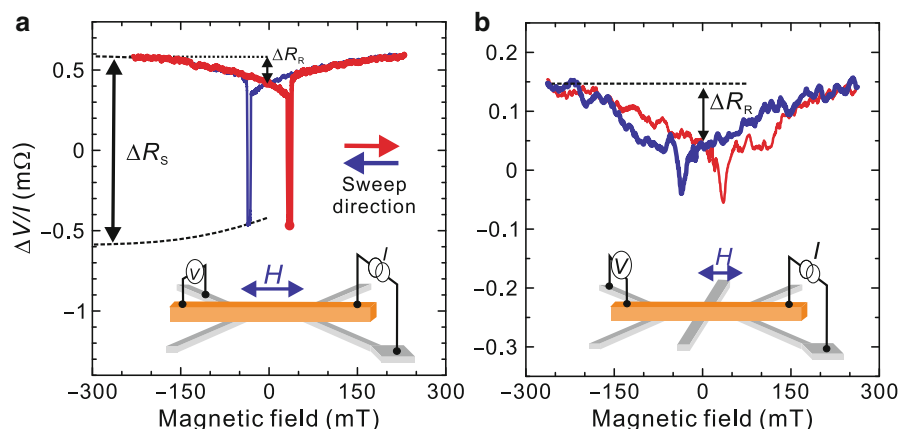 a
ΔV/I (mΩ)
0.5
0
−0.5
−1
ΔR_R
ΔR_S
Sweep
direction
H
V
I
−300 −150 0 150 300
Magnetic field (mT)
b
0.2
0.1
0
−0.1
−0.2
−0.3
ΔR_R
H
V
I
−300 −150 0 150 300
Magnetic field (mT)